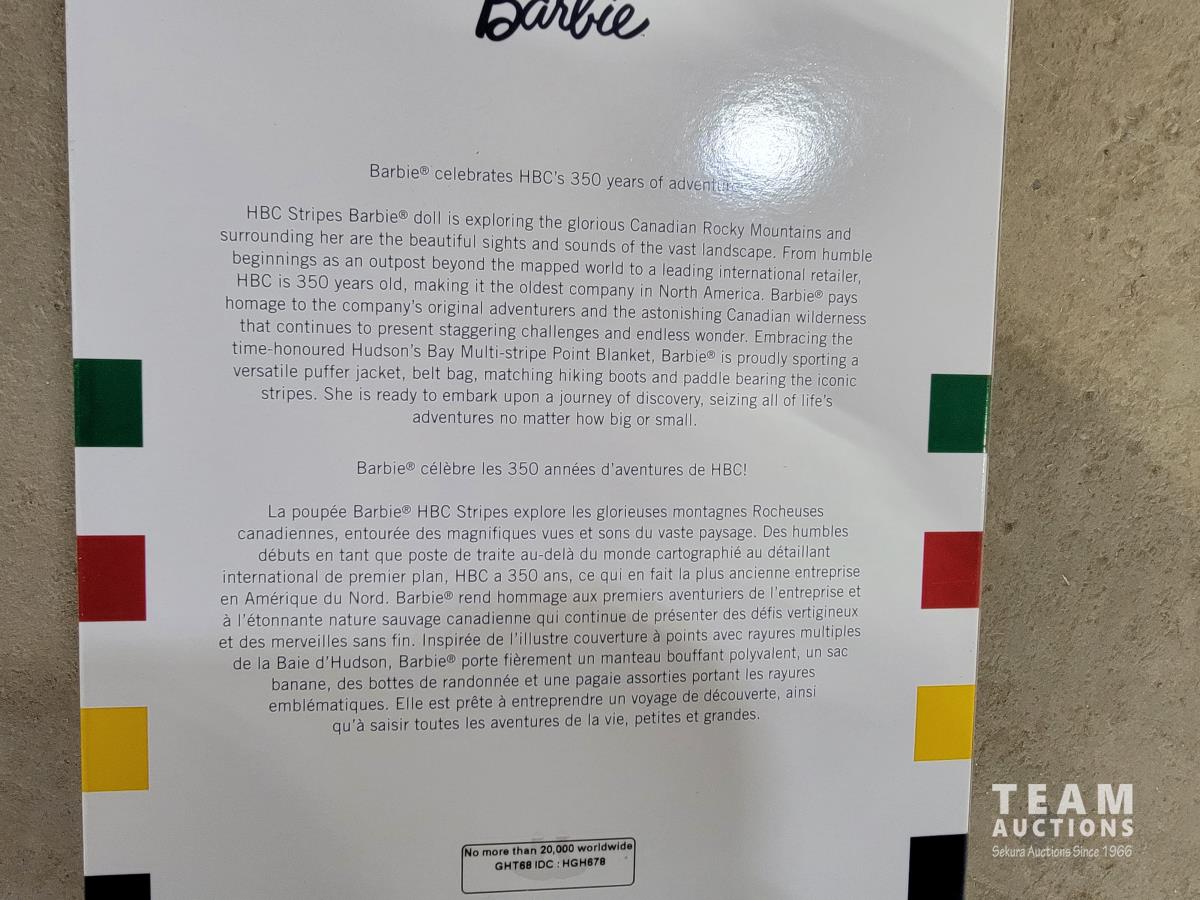 Barbie
Barbie® celebrates HBC's 350 years of adventure
HBC Stripes Barbie® doll is exploring the glorious Canadian Rocky Mountains and
surrounding her are the beautiful sights and sounds of the vast landscape. From humble
beginnings as an outpost beyond the mapped world to a leading international retailer,
HBC is 350 years old, making it the oldest company in North America. Barbie® pays
homage to the company's original adventurers and the astonishing Canadian wilderness
that continues to present staggering challenges and endless wonder. Embracing the
time-honoured Hudson's Bay Multi-stripe Point Blanket, Barbie® is proudly sporting a
versatile puffer jacket, belt bag, matching hiking boots and paddle bearing the iconic
stripes. She is ready to embark upon a journey of discovery, seizing all of life's
adventures no matter how big or small.
Barbie® célèbre les 350 années d'aventures de HBC!
La poupée Barbie® HBC Stripes explore les glorieuses montagnes Rocheuses
canadiennes, entourée des magnifiques vues et sons du vaste paysage. Des humbles
débuts en tant que poste de traite au-delà du monde cartographié au détaillant
international de premier plan, HBC a 350 ans, ce qui en fait la plus ancienne entreprise
en Amérique du Nord. Barbie® rend hommage aux premiers aventuriers de l'entreprise et
à l'étonnante nature sauvage canadienne qui continue de présenter des défis vertigineux
et des merveilles sans fin. Inspirée de l'illustre couverture à points avec rayures multiples
de la Baie d'Hudson, Barbie® porte fièrement un manteau bouffant polyvalent, un sac
banane, des bottes de randonnée et une pagaie assorties portant les rayures
emblématiques. Elle est prête à entreprendre un voyage de découverte, ainsi
qu'à saisir toutes les aventures de la vie, petites et grandes.
No more than 20,000 worldwide
GHT68 IDC : HGH678
TEAM
AUCTIONS
Sekura Auctions Since 1966